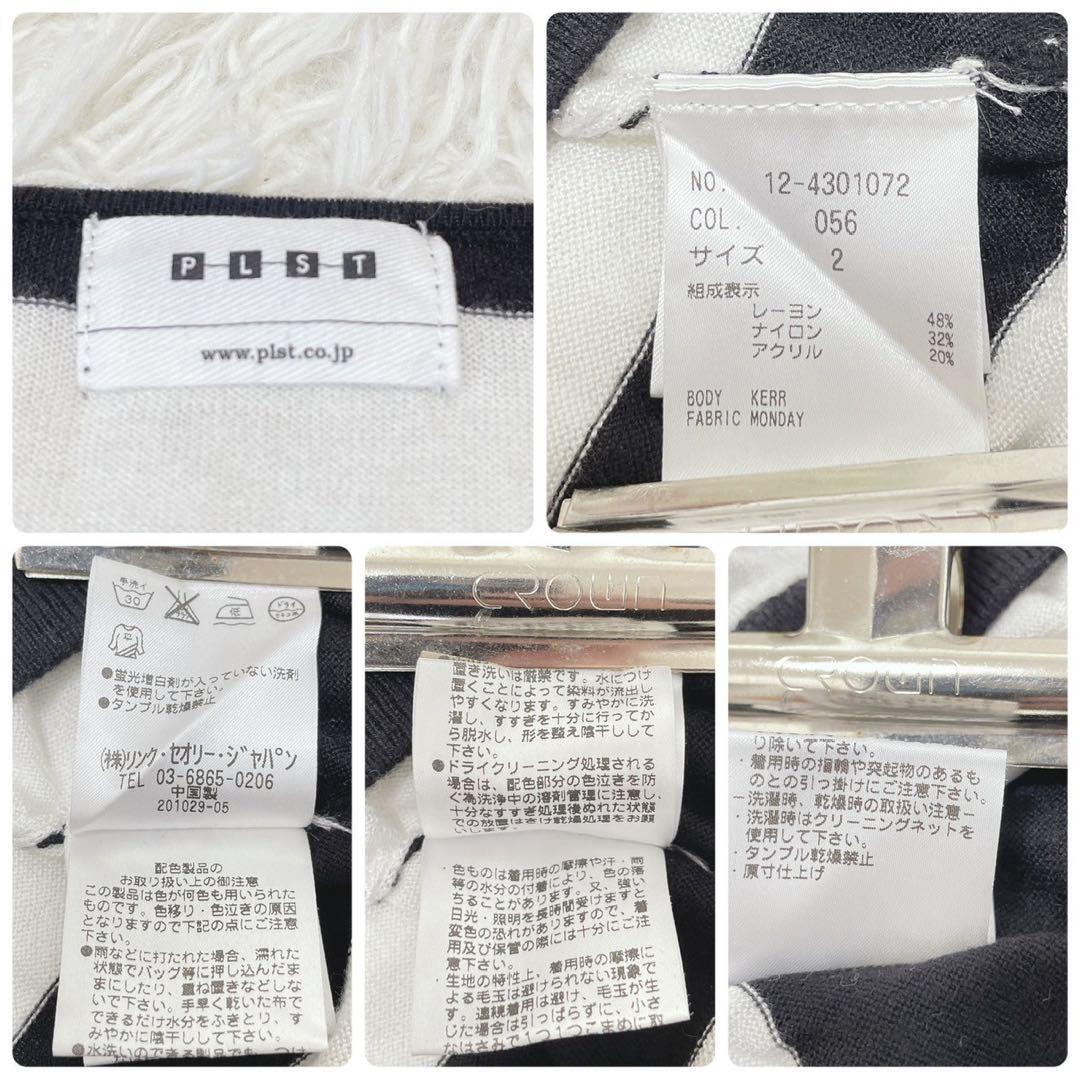 P-L-S-T
www.plst.co.jp
NO. 12-4301072
COL. 056
サイズ 2
組成表示
レーヨン 48%
ナイロン 32%
アクリル 20%
BODY KERR
FABRIC MONDAY
手洗イ
30
低
ドライ
平
●蛍光増白剤が入っていない洗剤
を使用して下さい。
●タンブル乾燥禁止
(株)リンク・セオリー・ジャパン
TEL 03-6865-0206
中国製
201029-05
配色製品の
お取り扱い上の御注意
この製品は色が何色も用いられた
ものです。色移り・色泣きの原因
となりますので下記の点にご注意
下さい。
●雨などに打たれた場合、濡れた
状態でバッグ等に押し込んだま
まにしたり、重ね置きなどしな
いで下さい。手早く乾いた布で
できるだけ水分をふきとり、す
みやかに陰干しして下さい。
●水洗いのできる製品でも、つけ
CROWN
置き洗いは厳禁です。水につけ
置くことによって染料が流出し
やすくなります。すみやかに洗
濯し、すすぎを十分に行ってか
ら脱水し、形を整え陰干しして
下さい。
●ドライクリーニング処理される
場合は、配色部分の色泣きを防
ぐ為洗浄中の溶剤管理に注意し、
十分なすすぎ処理後ぬれた状態
での放置はさけ乾燥処理をお願
いします。
・色ものは着用時の摩擦や汗・雨
等の水分の付着により、色の落
ちることがあります。又、強い
日光・照明を長時間受けますと
変色の恐れがありますので、着
用及び保管の際には十分にご注
意下さい。
・生地の特性上、着用時の摩擦に
よる毛玉は避けられない現象で
す。連続着用は避け、毛玉が生
じた場合は引っぱらずに、小さ
なはさみで1つ1つこまめに取
CROWN
り除いて下さい。
・着用時の指輪や突起物のあるも
のとの引っ掛けにご注意下さい。
－洗濯時、乾燥時の取扱い注意－
・洗濯時はクリーニングネットを
使用して下さい。
・タンブル乾燥禁止
・原寸仕上げ